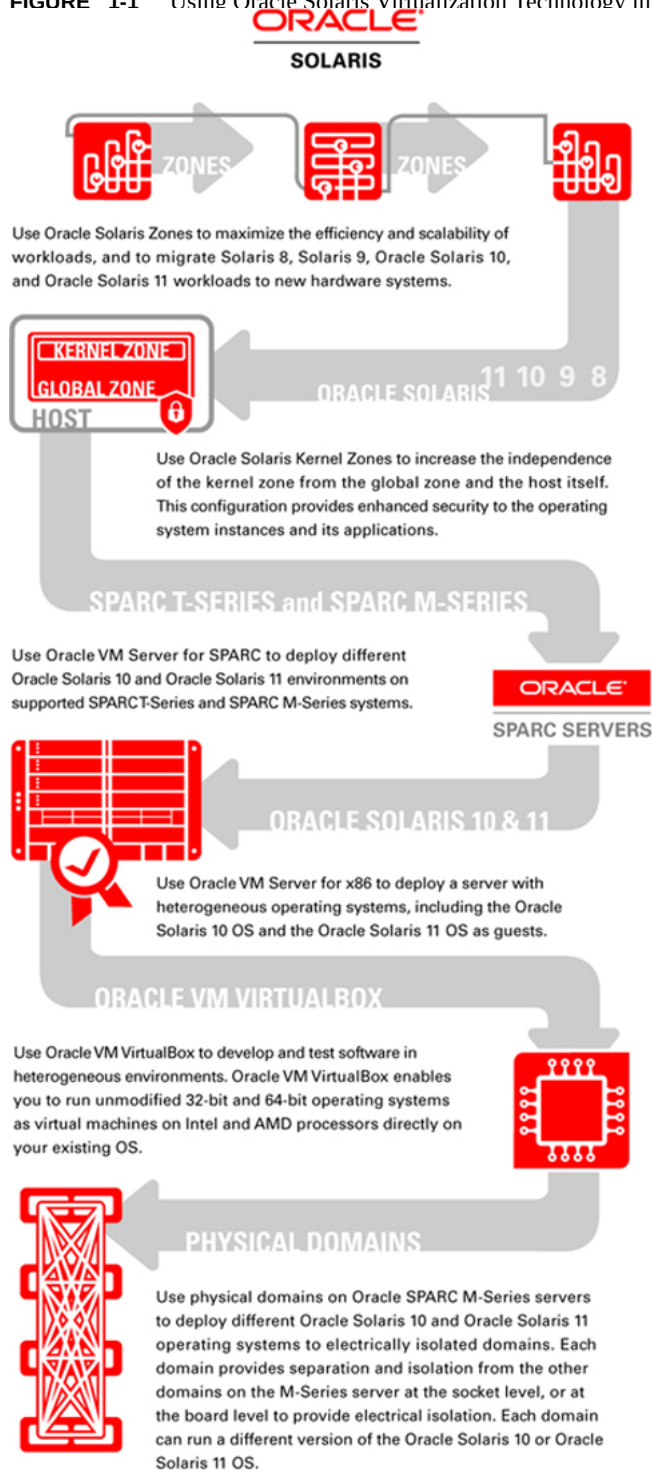 FIGURE 1-1 Using Oracle Solaris Virtualization Technology in
ORACLE
SOLARIS
ZONES
ZONES
Use Oracle Solaris Zones to maximize the efficiency and scalability of
workloads, and to migrate Solaris 8, Solaris 9, Oracle Solaris 10,
and Oracle Solaris 11 workloads to new hardware systems.
KERNEL ZONE
GLOBAL ZONE
HOST
ORACLE SOLARIS 11 10 9 8
Use Oracle Solaris Kernel Zones to increase the independence
of the kernel zone from the global zone and the host itself.
This configuration provides enhanced security to the operating
system instances and its applications.
SPARC T-SERIES and SPARC M-SERIES
Use Oracle VM Server for SPARC to deploy different
Oracle Solaris 10 and Oracle Solaris 11 environments on
supported SPARCT-Series and SPARC M-Series systems.
ORACLE
SPARC SERVERS
ORACLE SOLARIS 10 & 11
Use Oracle VM Server for x86 to deploy a server with
heterogeneous operating systems, including the Oracle
Solaris 10 OS and the Oracle Solaris 11 OS as guests.
ORACLE VM VIRTUALBOX
Use Oracle VM VirtualBox to develop and test software in
heterogeneous environments. Oracle VM VirtualBox enables
you to run unmodified 32-bit and 64-bit operating systems
as virtual machines on Intel and AMD processors directly on
your existing OS.
PHYSICAL DOMAINS
Use physical domains on Oracle SPARC M-Series servers
to deploy different Oracle Solaris 10 and Oracle Solaris 11
operating systems to electrically isolated domains. Each
domain provides separation and isolation from the other
domains on the M-Series server at the socket level, or at
the board level to provide electrical isolation. Each domain
can run a different version of the Oracle Solaris 10 or Oracle
Solaris 11 OS.